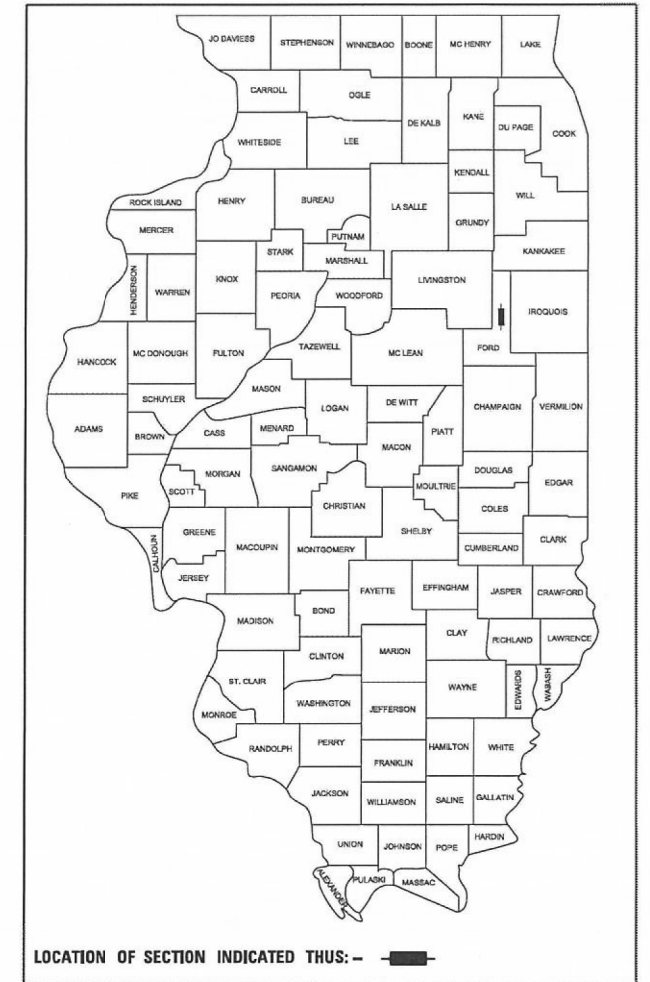 JO DAVIESS STEPHENSON WINNEBAGO BOONE MC HENRY LAKE
CARROLL OGLE
DE KALB KANE DU PAGE COOK
WHITESIDE LEE
KENDALL
ROCK ISLAND HENRY BUREAU LA SALLE WILL
MERCER PUTNAM GRUNDY
STARK MARSHALL KANKAKEE
HENDERSON WARREN KNOX PEORIA WOODFORD LIVINGSTON
IROQUOIS
HANCOCK MC DONOUGH FULTON TAZEWELL MC LEAN FORD
MASON
SCHUYLER LOGAN DE WITT CHAMPAIGN VERMILION
ADAMS BROWN CASS MENARD MACON PIATT
PIKE SCOTT MORGAN SANGAMON DOUGLAS
MOULTRIE EDGAR
CHRISTIAN COLES
CALHOUN GREENE MACOUPIN MONTGOMERY SHELBY CUMBERLAND CLARK
JERSEY FAYETTE EFFINGHAM JASPER CRAWFORD
MADISON BOND
CLAY RICHLAND LAWRENCE
CLINTON MARION
ST. CLAIR WAYNE EDWARDS WABASH
MONROE WASHINGTON JEFFERSON
RANDOLPH PERRY HAMILTON WHITE
FRANKLIN
JACKSON WILLIAMSON SALINE GALLATIN
UNION JOHNSON POPE HARDIN
ALEXANDER PULASKI MASSAC
LOCATION OF SECTION INDICATED THUS: –